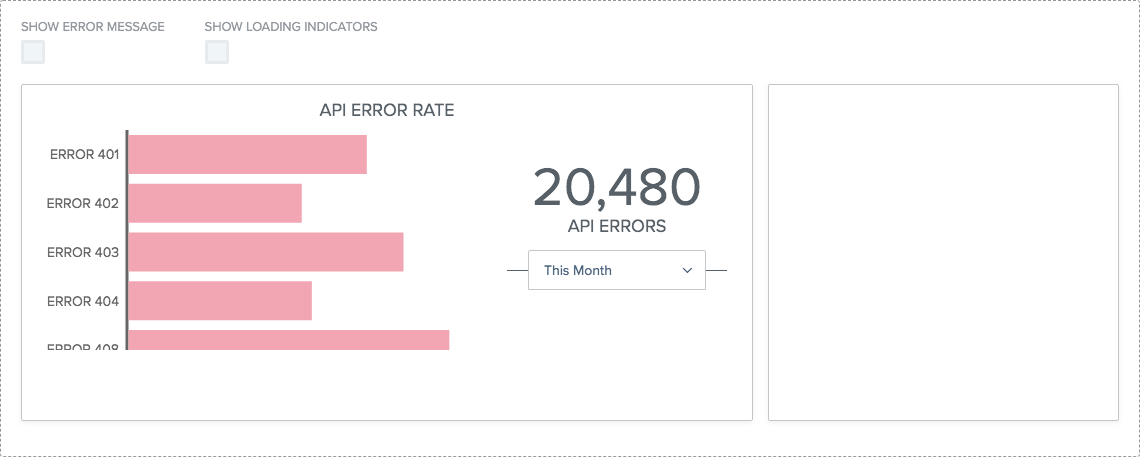 SHOW ERROR MESSAGE
SHOW LOADING INDICATORS
API ERROR RATE
ERROR 401
ERROR 402
ERROR 403
ERROR 404
ERROR 408
20,480
API ERRORS
This Month